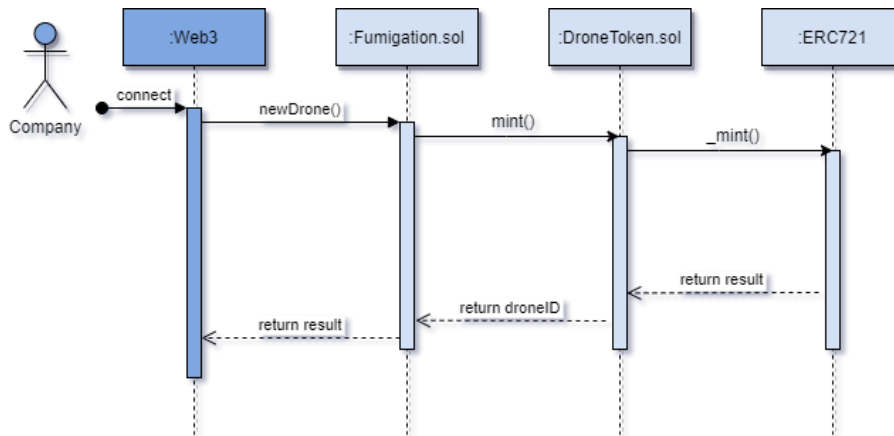 :Web3
:Fumigation.sol
:DroneToken.sol
:ERC721
Company
connect
newDrone()
mint()
_mint()
return result
return droneID
return result